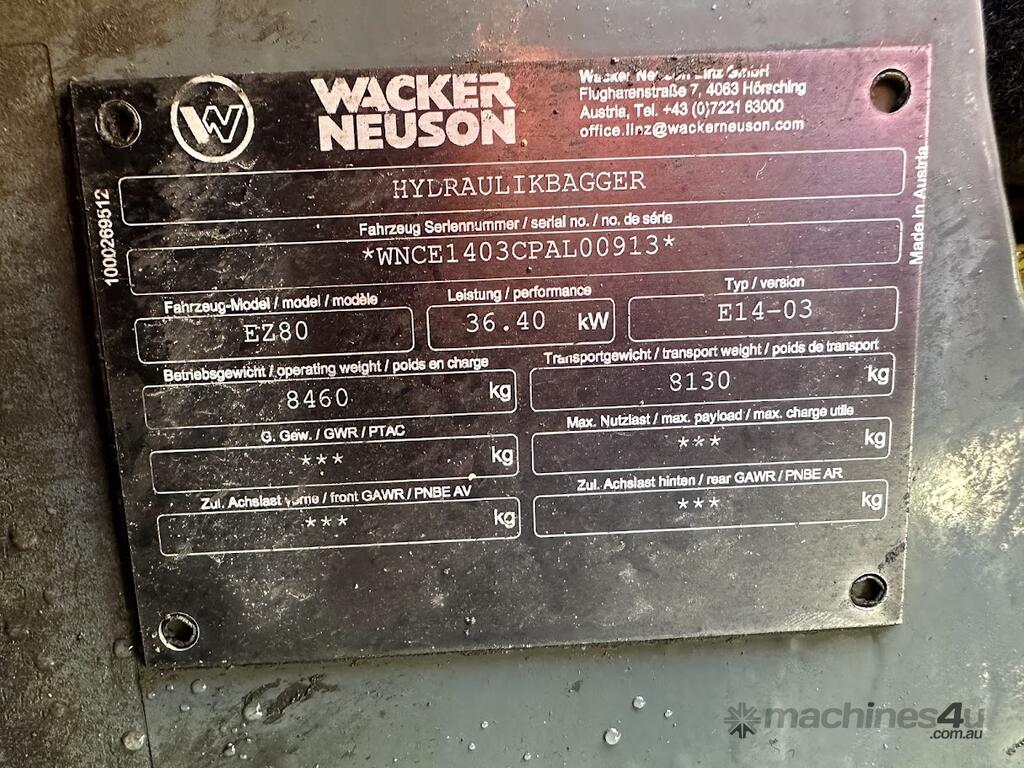 W
WACKER
NEUSON
Wacker Neuson Linz GmbH
Flughafenstraße 7, 4063 Hörsching
Austria, Tel. +43 (0)7221 63000
office.linz@wackerneuson.com
HYDRAULIKBAGGER
1000269512
Made in Austria
Fahrzeug Seriennummer / serial no. / no. de série
*WNCE1403CPAL00913*
Fahrzeug-Model / model / modèle
EZ80
Leistung / performance
36.40 kW
Typ / version
E14-03
Betriebsgewicht / operating weight / poids en charge
8460 kg
Transportgewicht / transport weight / poids de transport
8130 kg
G. Gew. / GWR / PTAC
*** kg
Max. Nutzlast / max. payload / max. charge utile
*** kg
Zul. Achslast vorne / front GAWR / PNBE AV
*** kg
Zul. Achslast hinten / rear GAWR / PNBE AR
*** kg
machines4u
.com.au